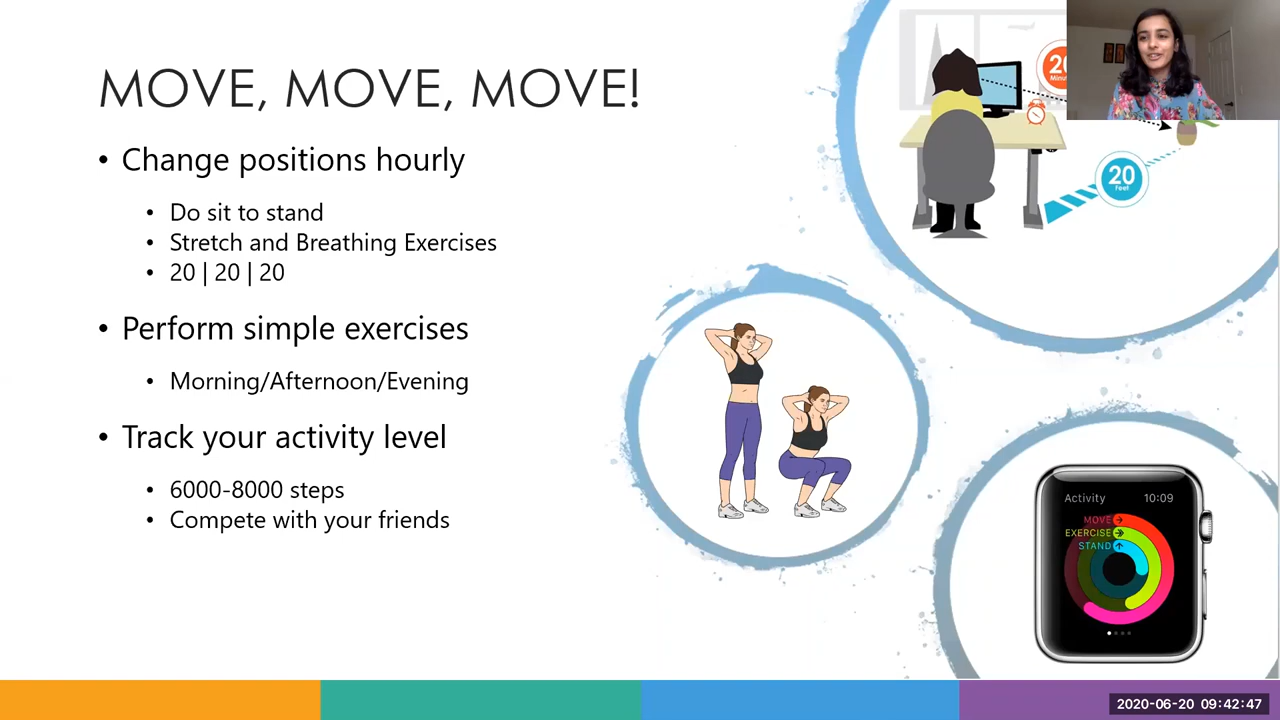 MOVE, MOVE, MOVE!
• Change positions hourly
• Do sit to stand
• Stretch and Breathing Exercises
• 20 | 20 | 20
• Perform simple exercises
• Morning/Afternoon/Evening
• Track your activity level
• 6000-8000 steps
• Compete with your friends
20
Feet
Activity 10:09
MOVE
EXERCISE
STAND
2020-06-20 09:42:47